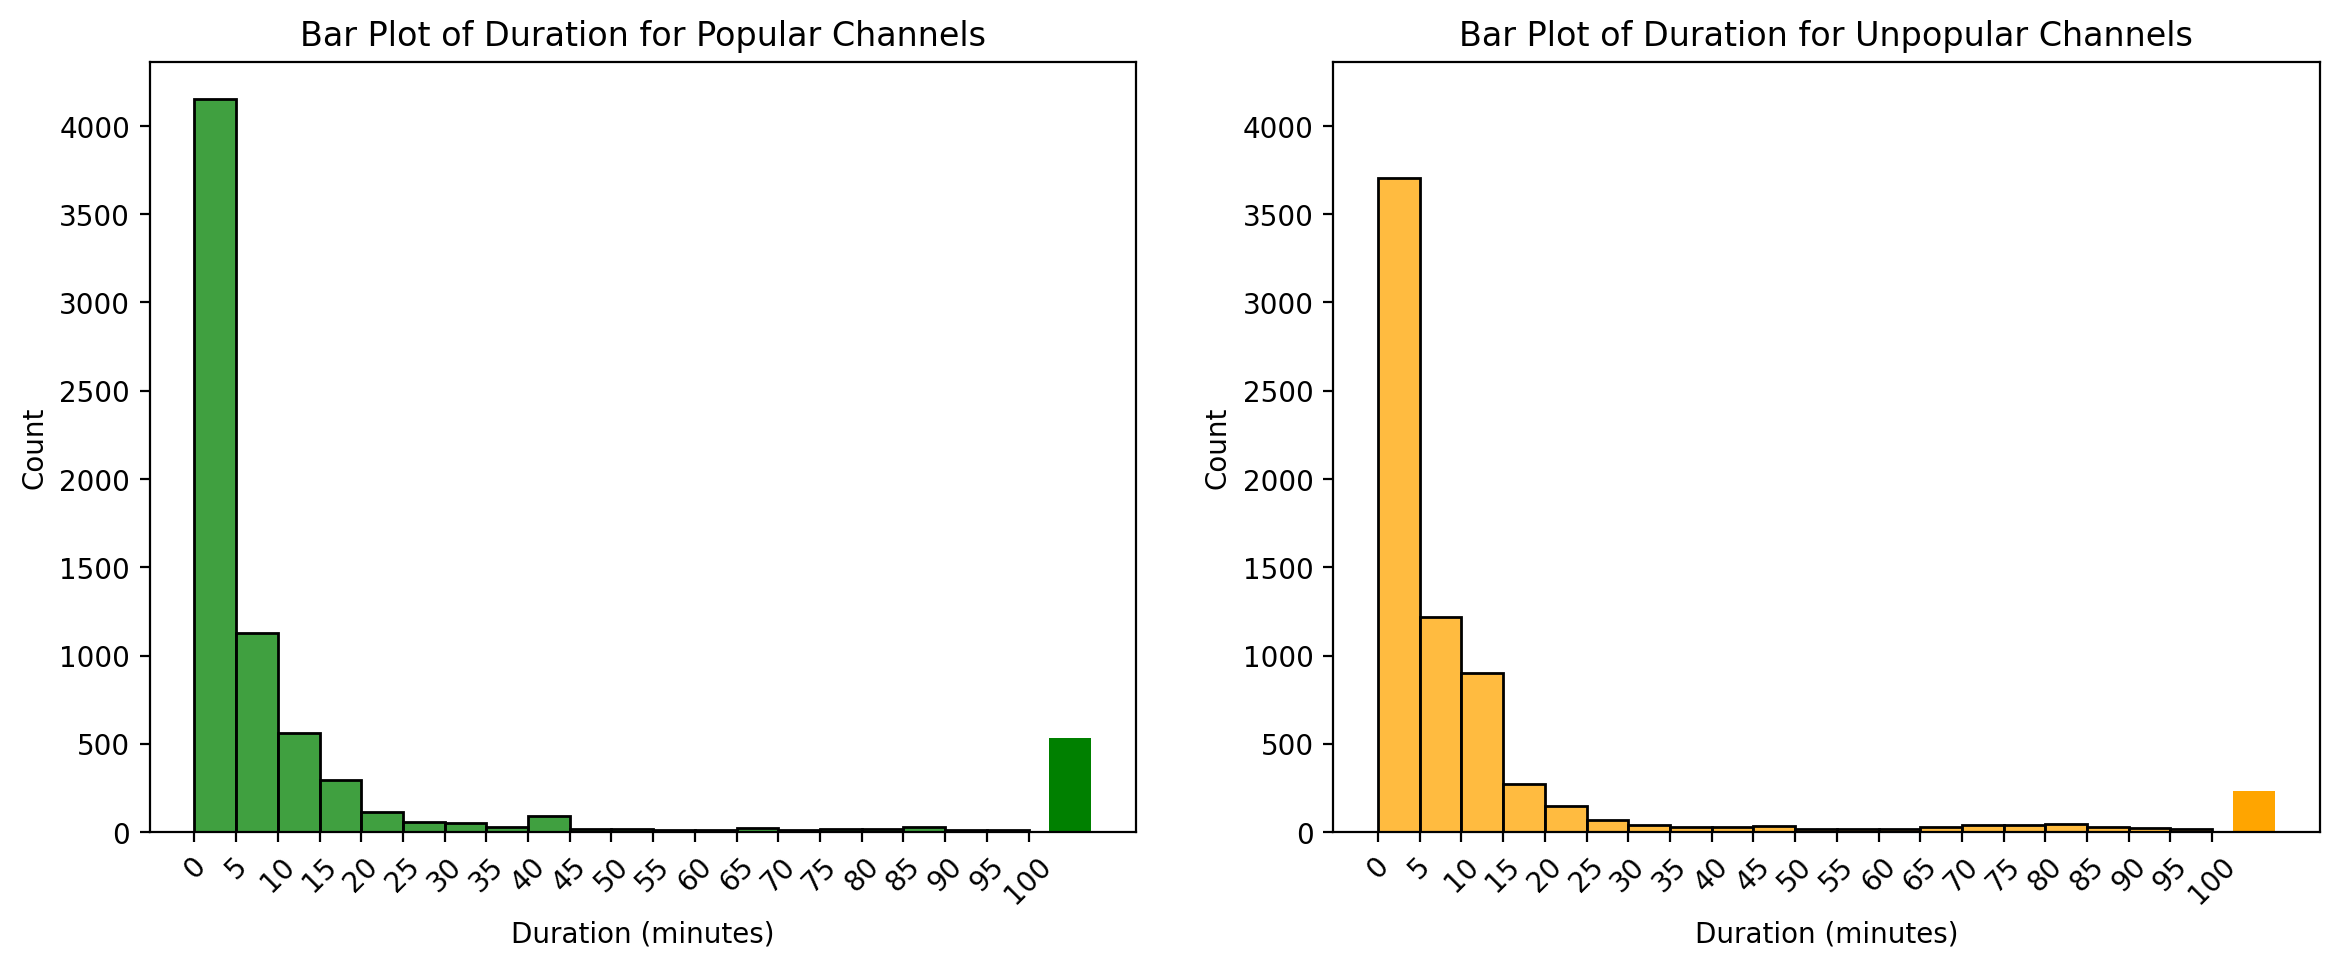 Bar Plot of Duration for Popular Channels
Count
4000
3500
3000
2500
2000
1500
1000
500
0
0 5 10 15 20 25 30 35 40 45 50 55 60 65 70 75 80 85 90 95 100
Duration (minutes)
Bar Plot of Duration for Unpopular Channels
Count
4000
3500
3000
2500
2000
1500
1000
500
0
0 5 10 15 20 25 30 35 40 45 50 55 60 65 70 75 80 85 90 95 100
Duration (minutes)